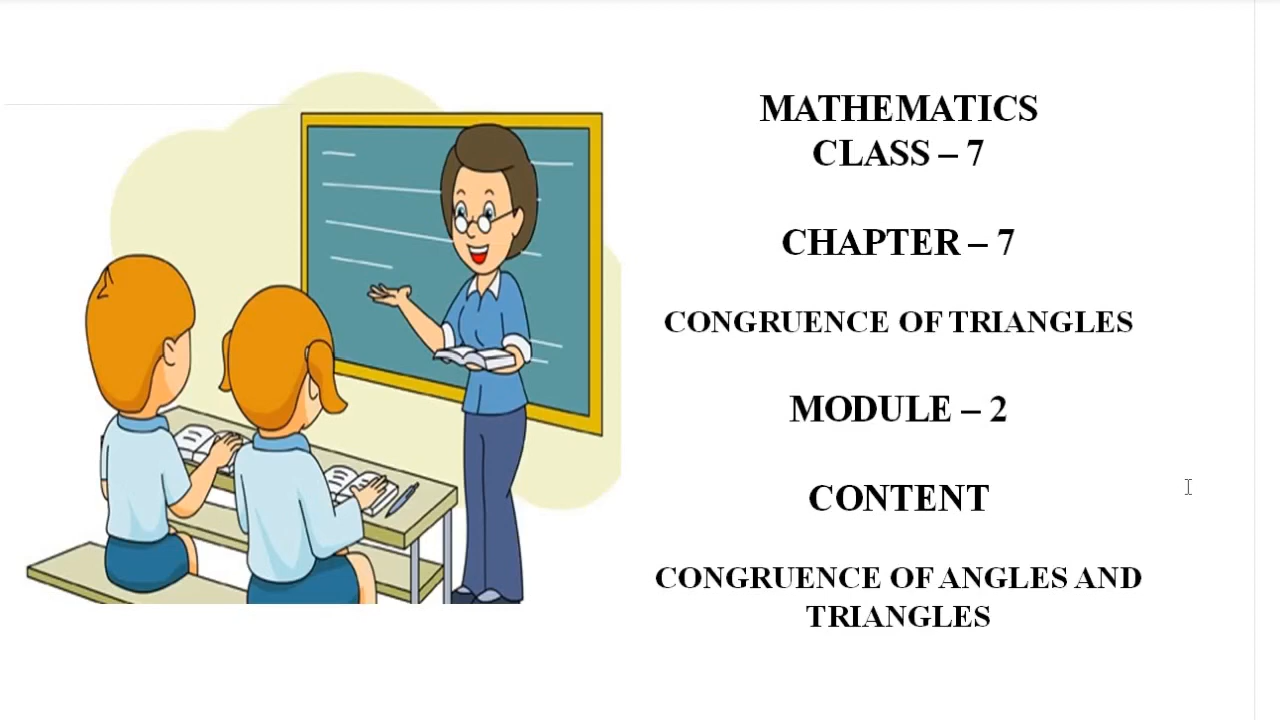 MATHEMATICS
CLASS – 7
CHAPTER – 7
CONGRUENCE OF TRIANGLES
MODULE – 2
CONTENT
CONGRUENCE OF ANGLES AND
TRIANGLES